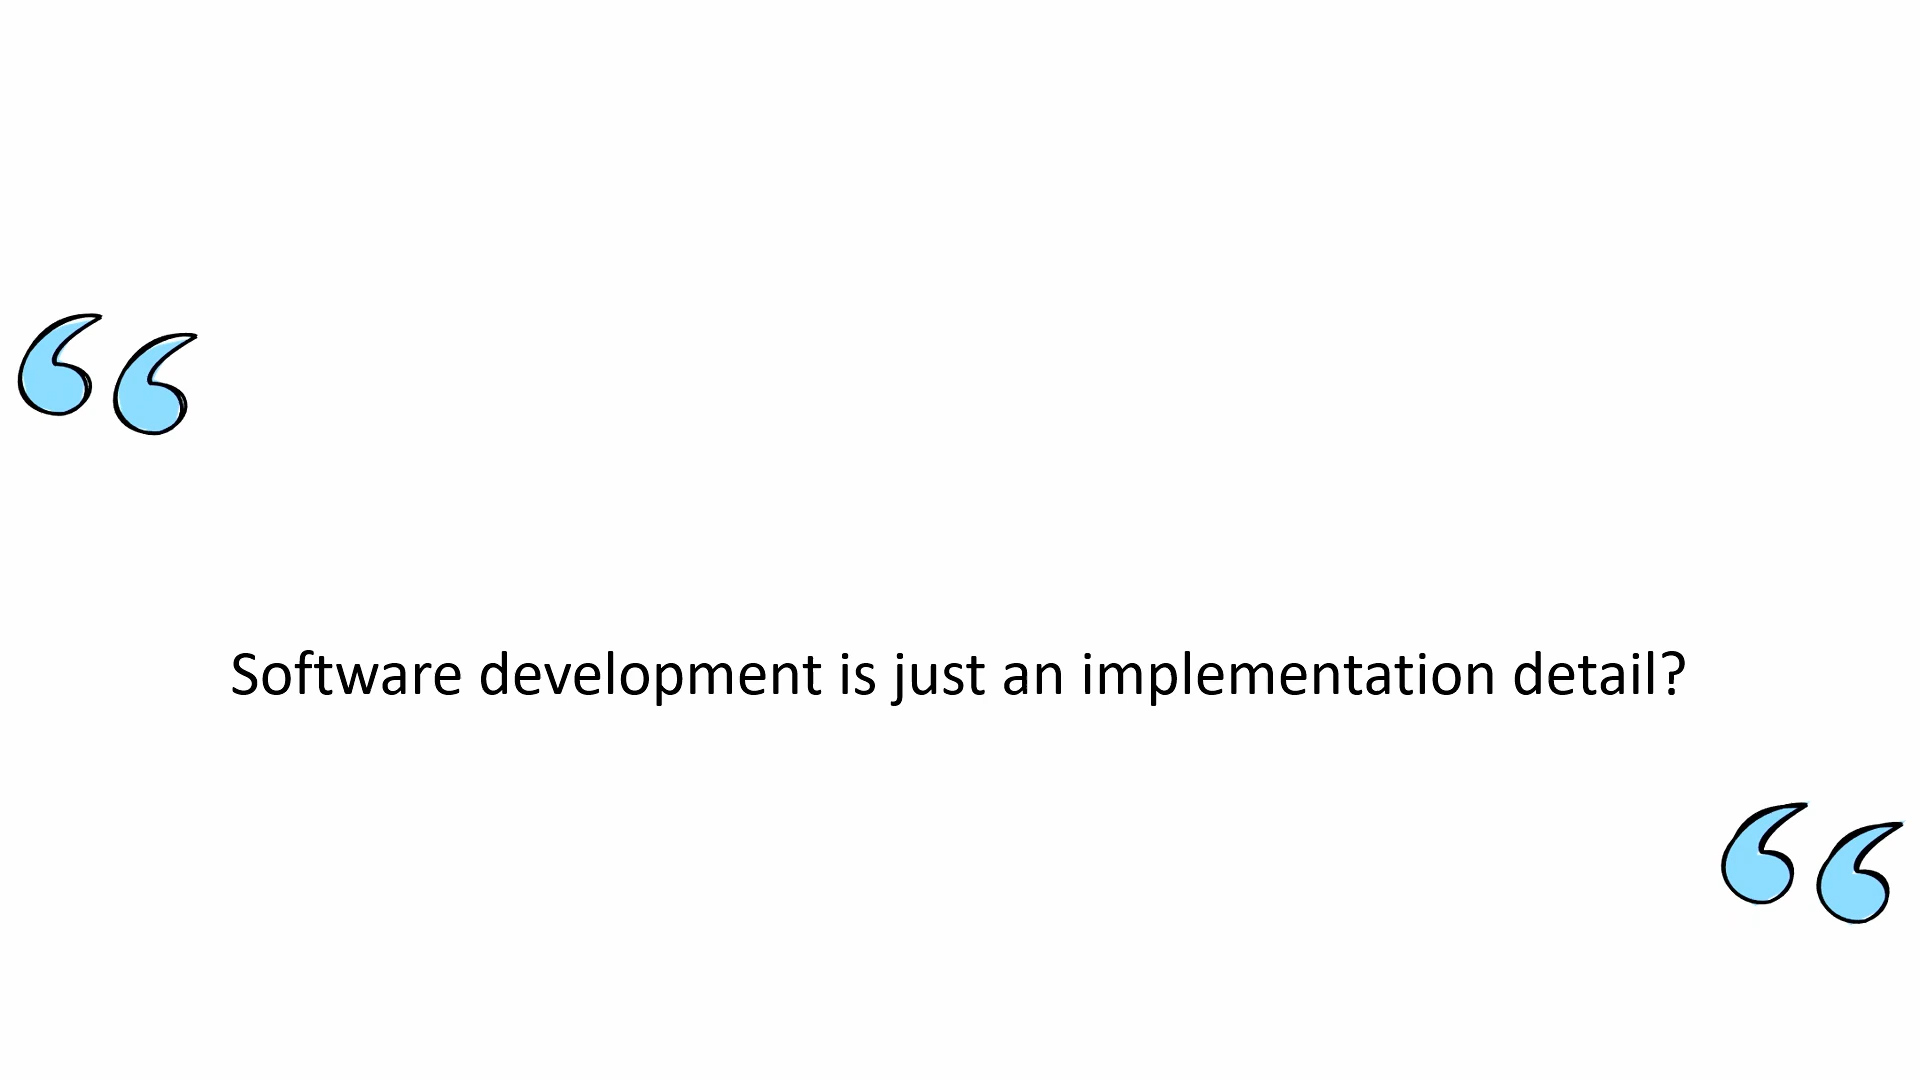 “
Software development is just an implementation detail?
“